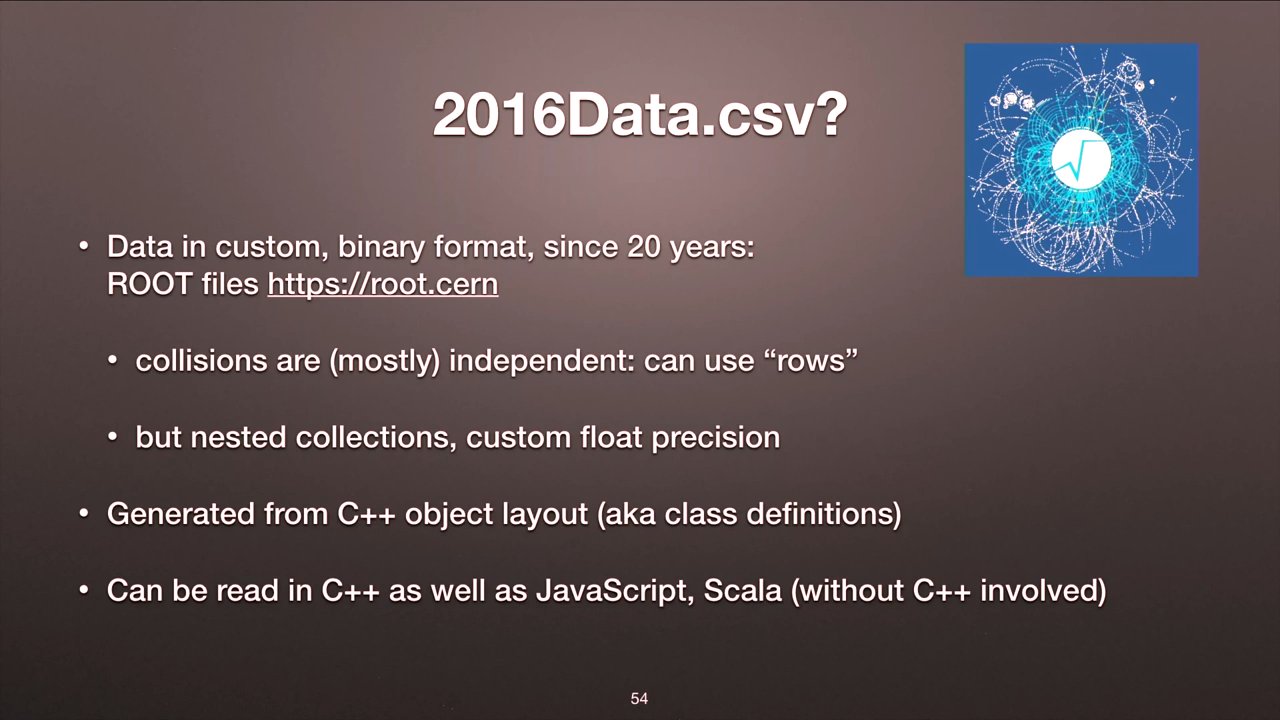 2016Data.csv?
• Data in custom, binary format, since 20 years:
ROOT files https://root.cern
• collisions are (mostly) independent: can use “rows”
• but nested collections, custom float precision
• Generated from C++ object layout (aka class definitions)
• Can be read in C++ as well as JavaScript, Scala (without C++ involved)
54